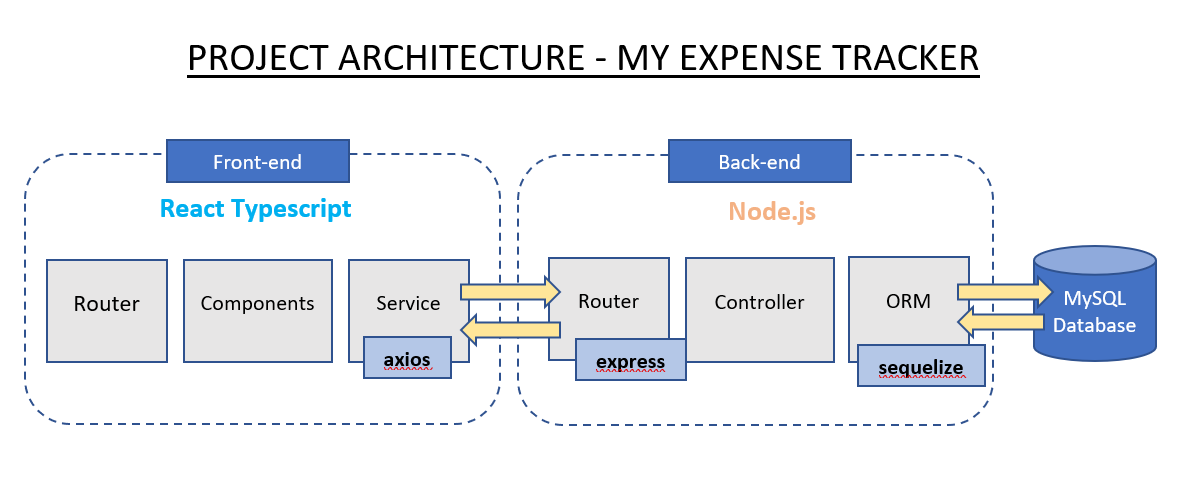 PROJECT ARCHITECTURE - MY EXPENSE TRACKER
Front-end
React Typescript
Router
Components
Service
axios
Back-end
Node.js
Router
express
Controller
ORM
sequelize
MySQL
Database